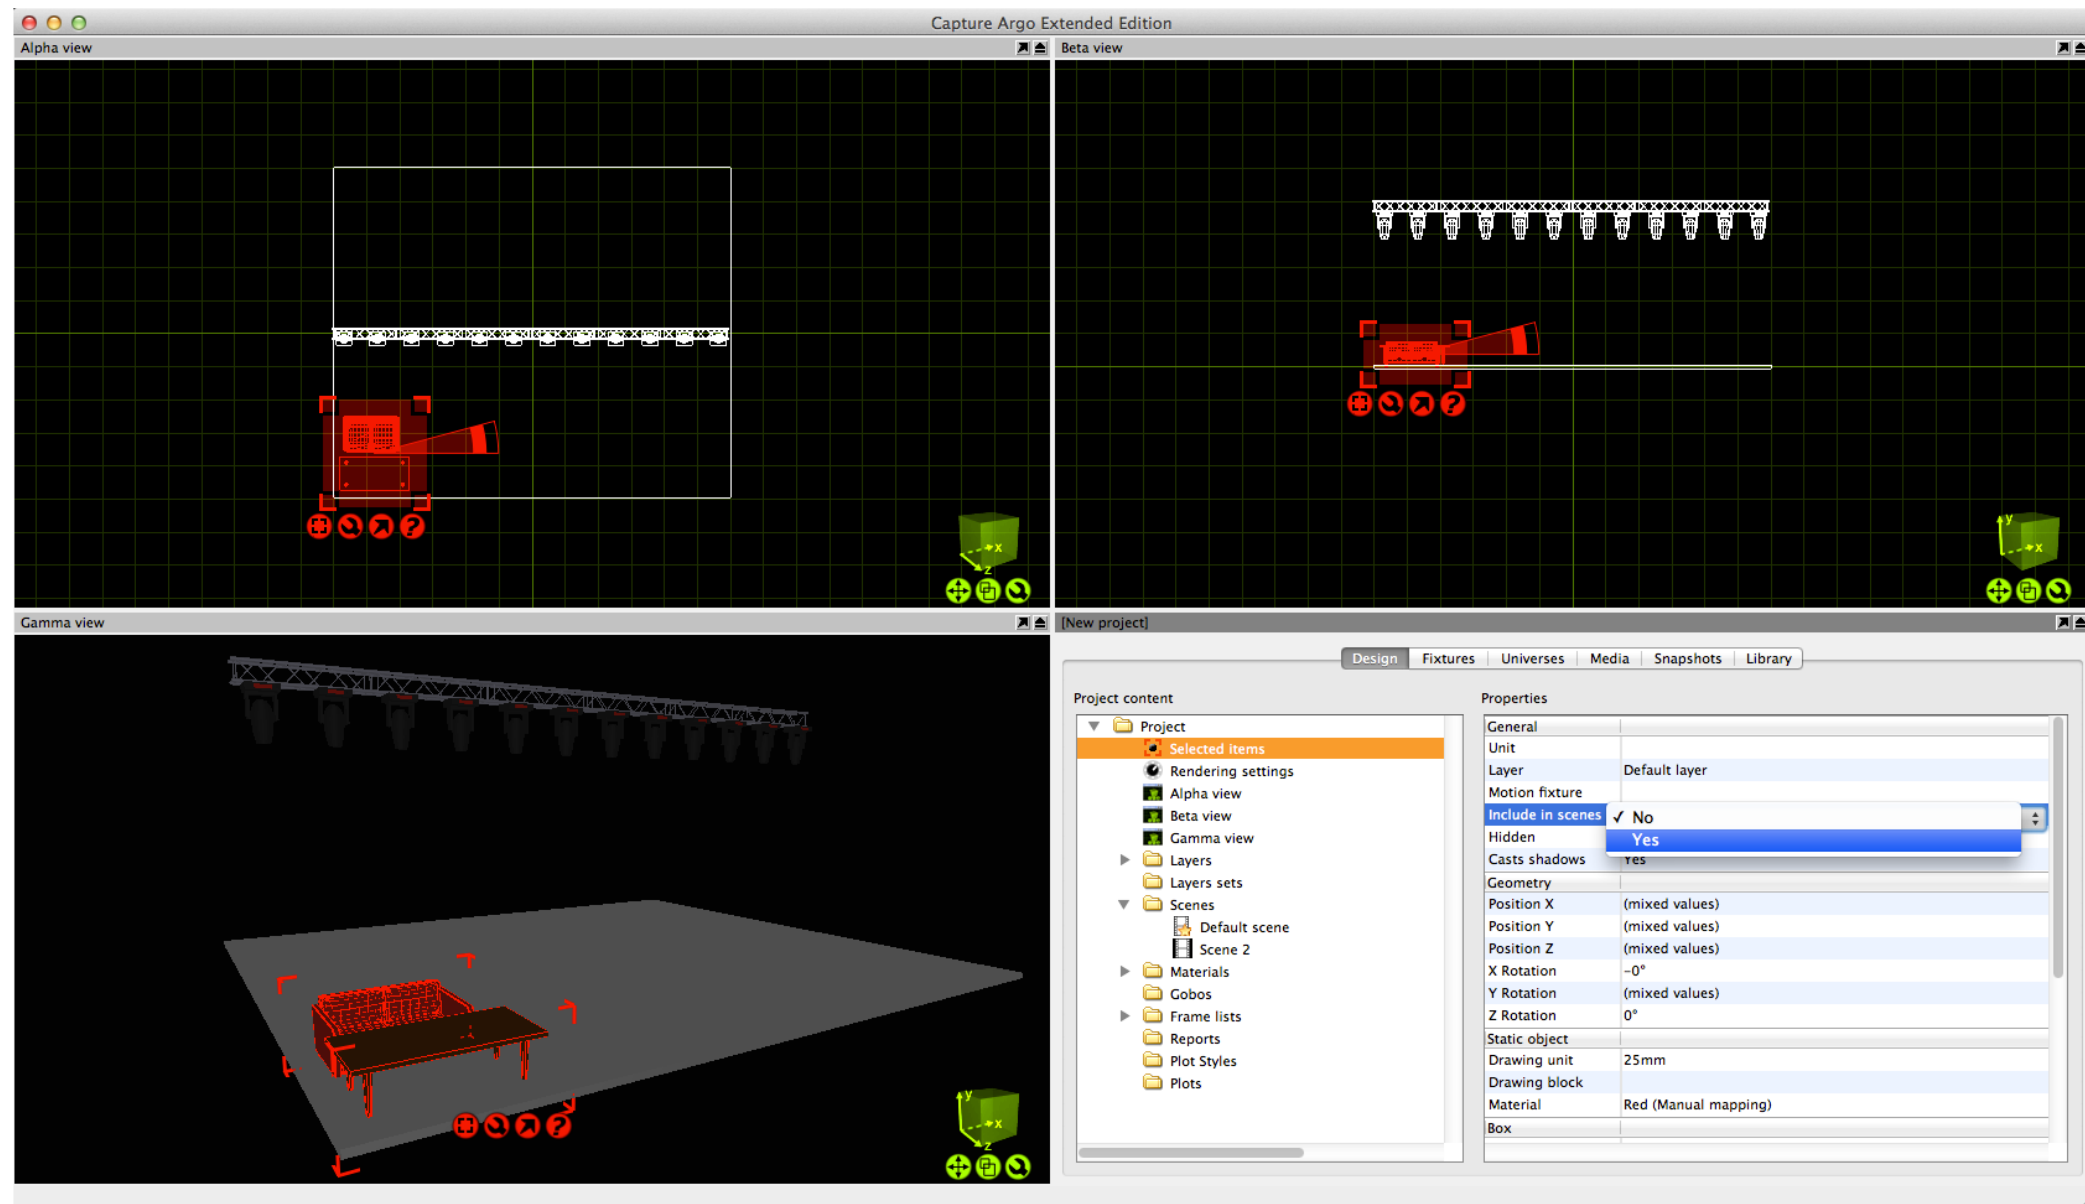 Capture Argo Extended Edition
Alpha view
Beta view
x
z
y
x
Gamma view
y
x
z
[New project]
Design Fixtures Universes Media Snapshots Library
Project content
Project
Selected items
Rendering settings
Alpha view
Beta view
Gamma view
Layers
Layers sets
Scenes
Default scene
Scene 2
Materials
Gobos
Frame lists
Reports
Plot Styles
Plots
Properties
General
Unit
Layer Default layer
Motion fixture
Include in scenes ✓ No
Hidden Yes
Casts shadows Yes
Geometry
Position X (mixed values)
Position Y (mixed values)
Position Z (mixed values)
X Rotation -0°
Y Rotation (mixed values)
Z Rotation 0°
Static object
Drawing unit 25mm
Drawing block
Material Red (Manual mapping)
Box